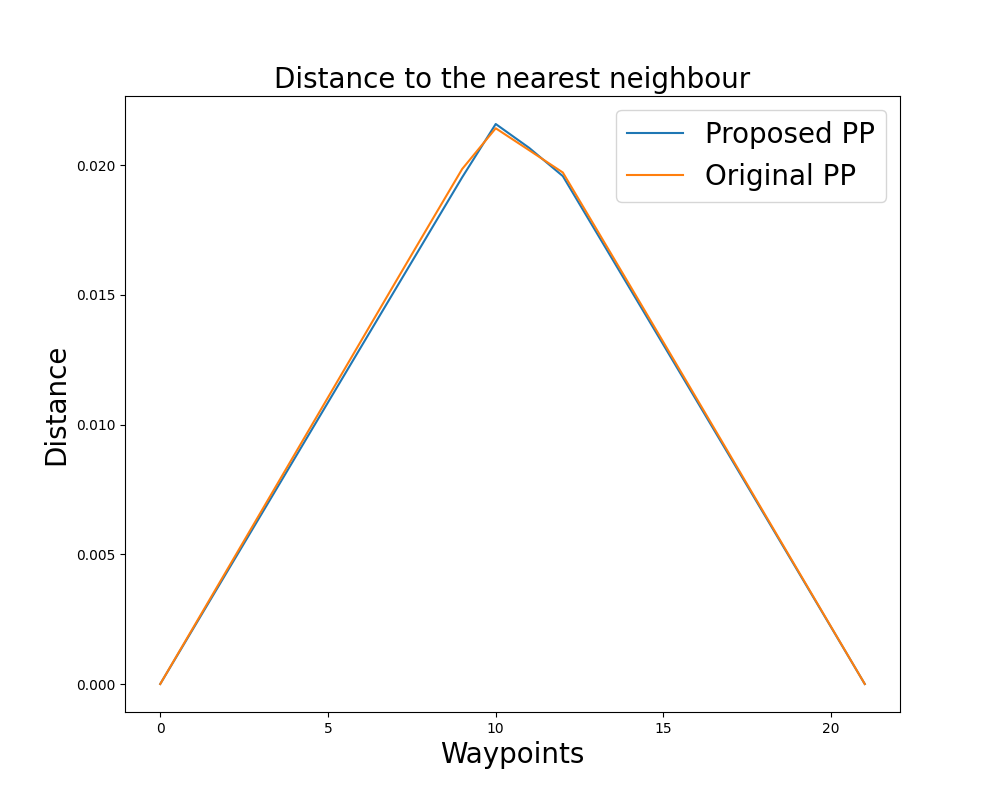 Distance to the nearest neighbour
Proposed PP
Original PP
0.020
0.015
0.010
0.005
0.000
Distance
0
5
10
15
20
Waypoints